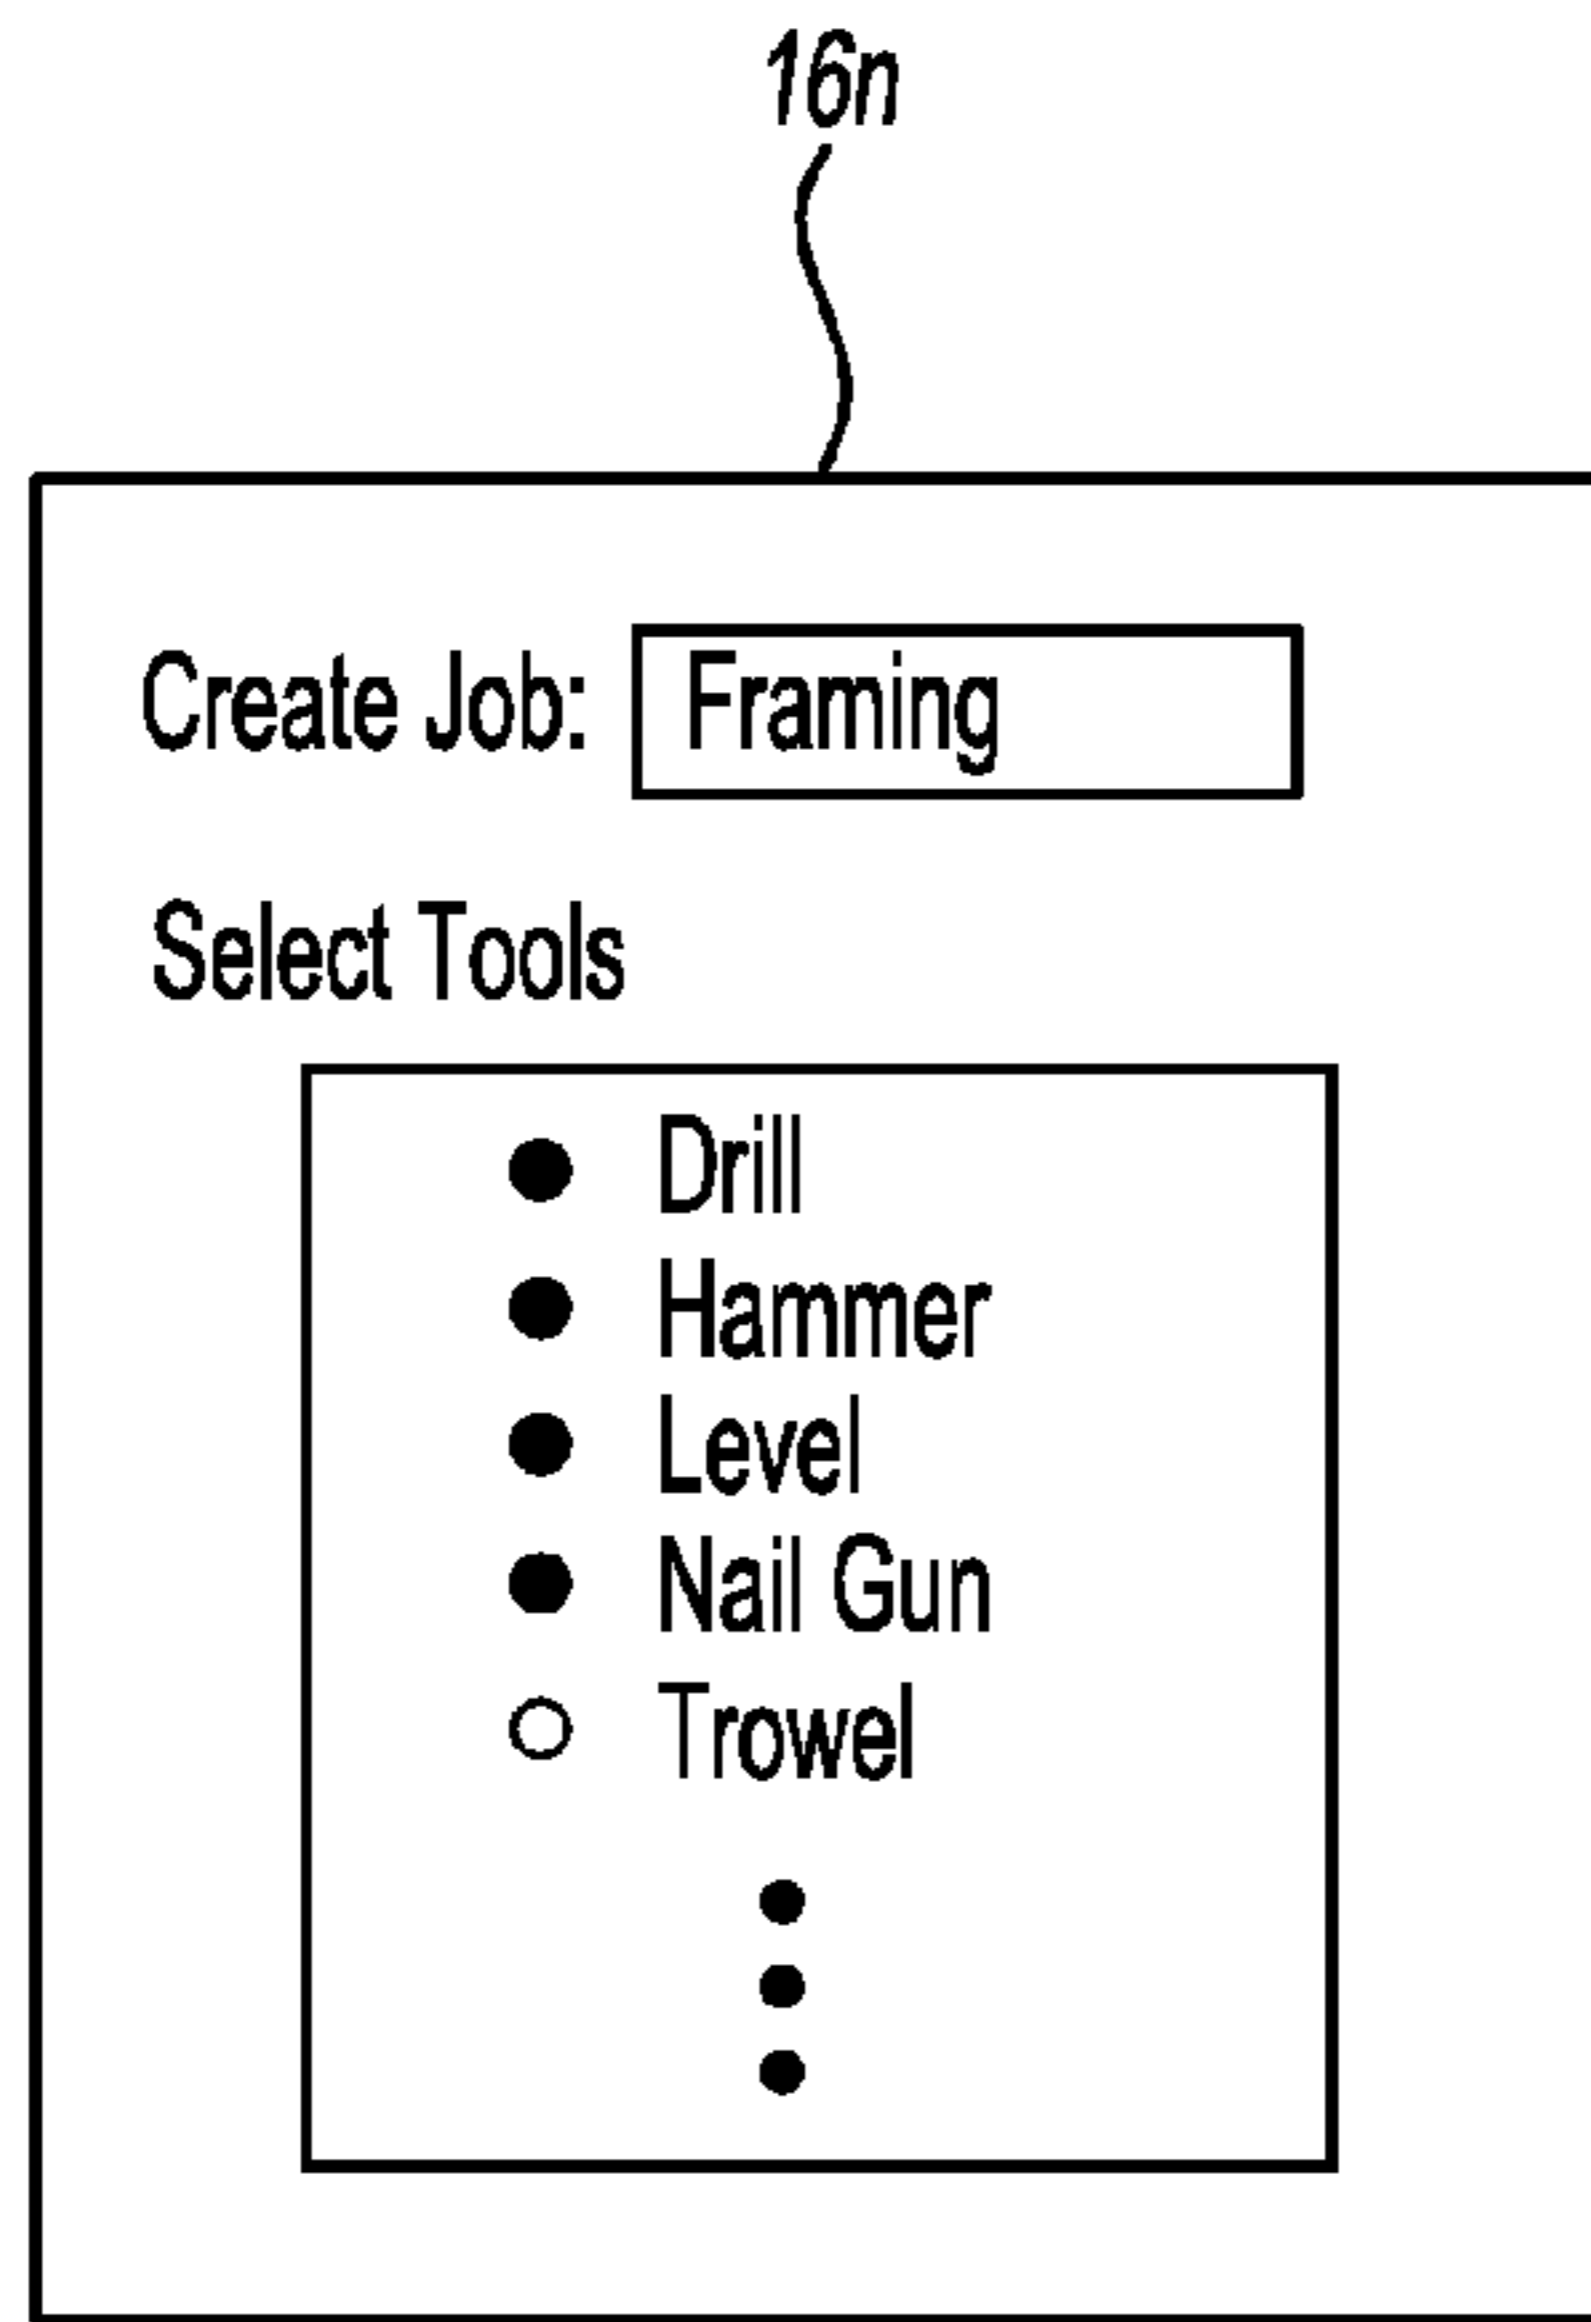 16n
Create Job: Framing
Select Tools
Drill
Hammer
Level
Nail Gun
Trowel